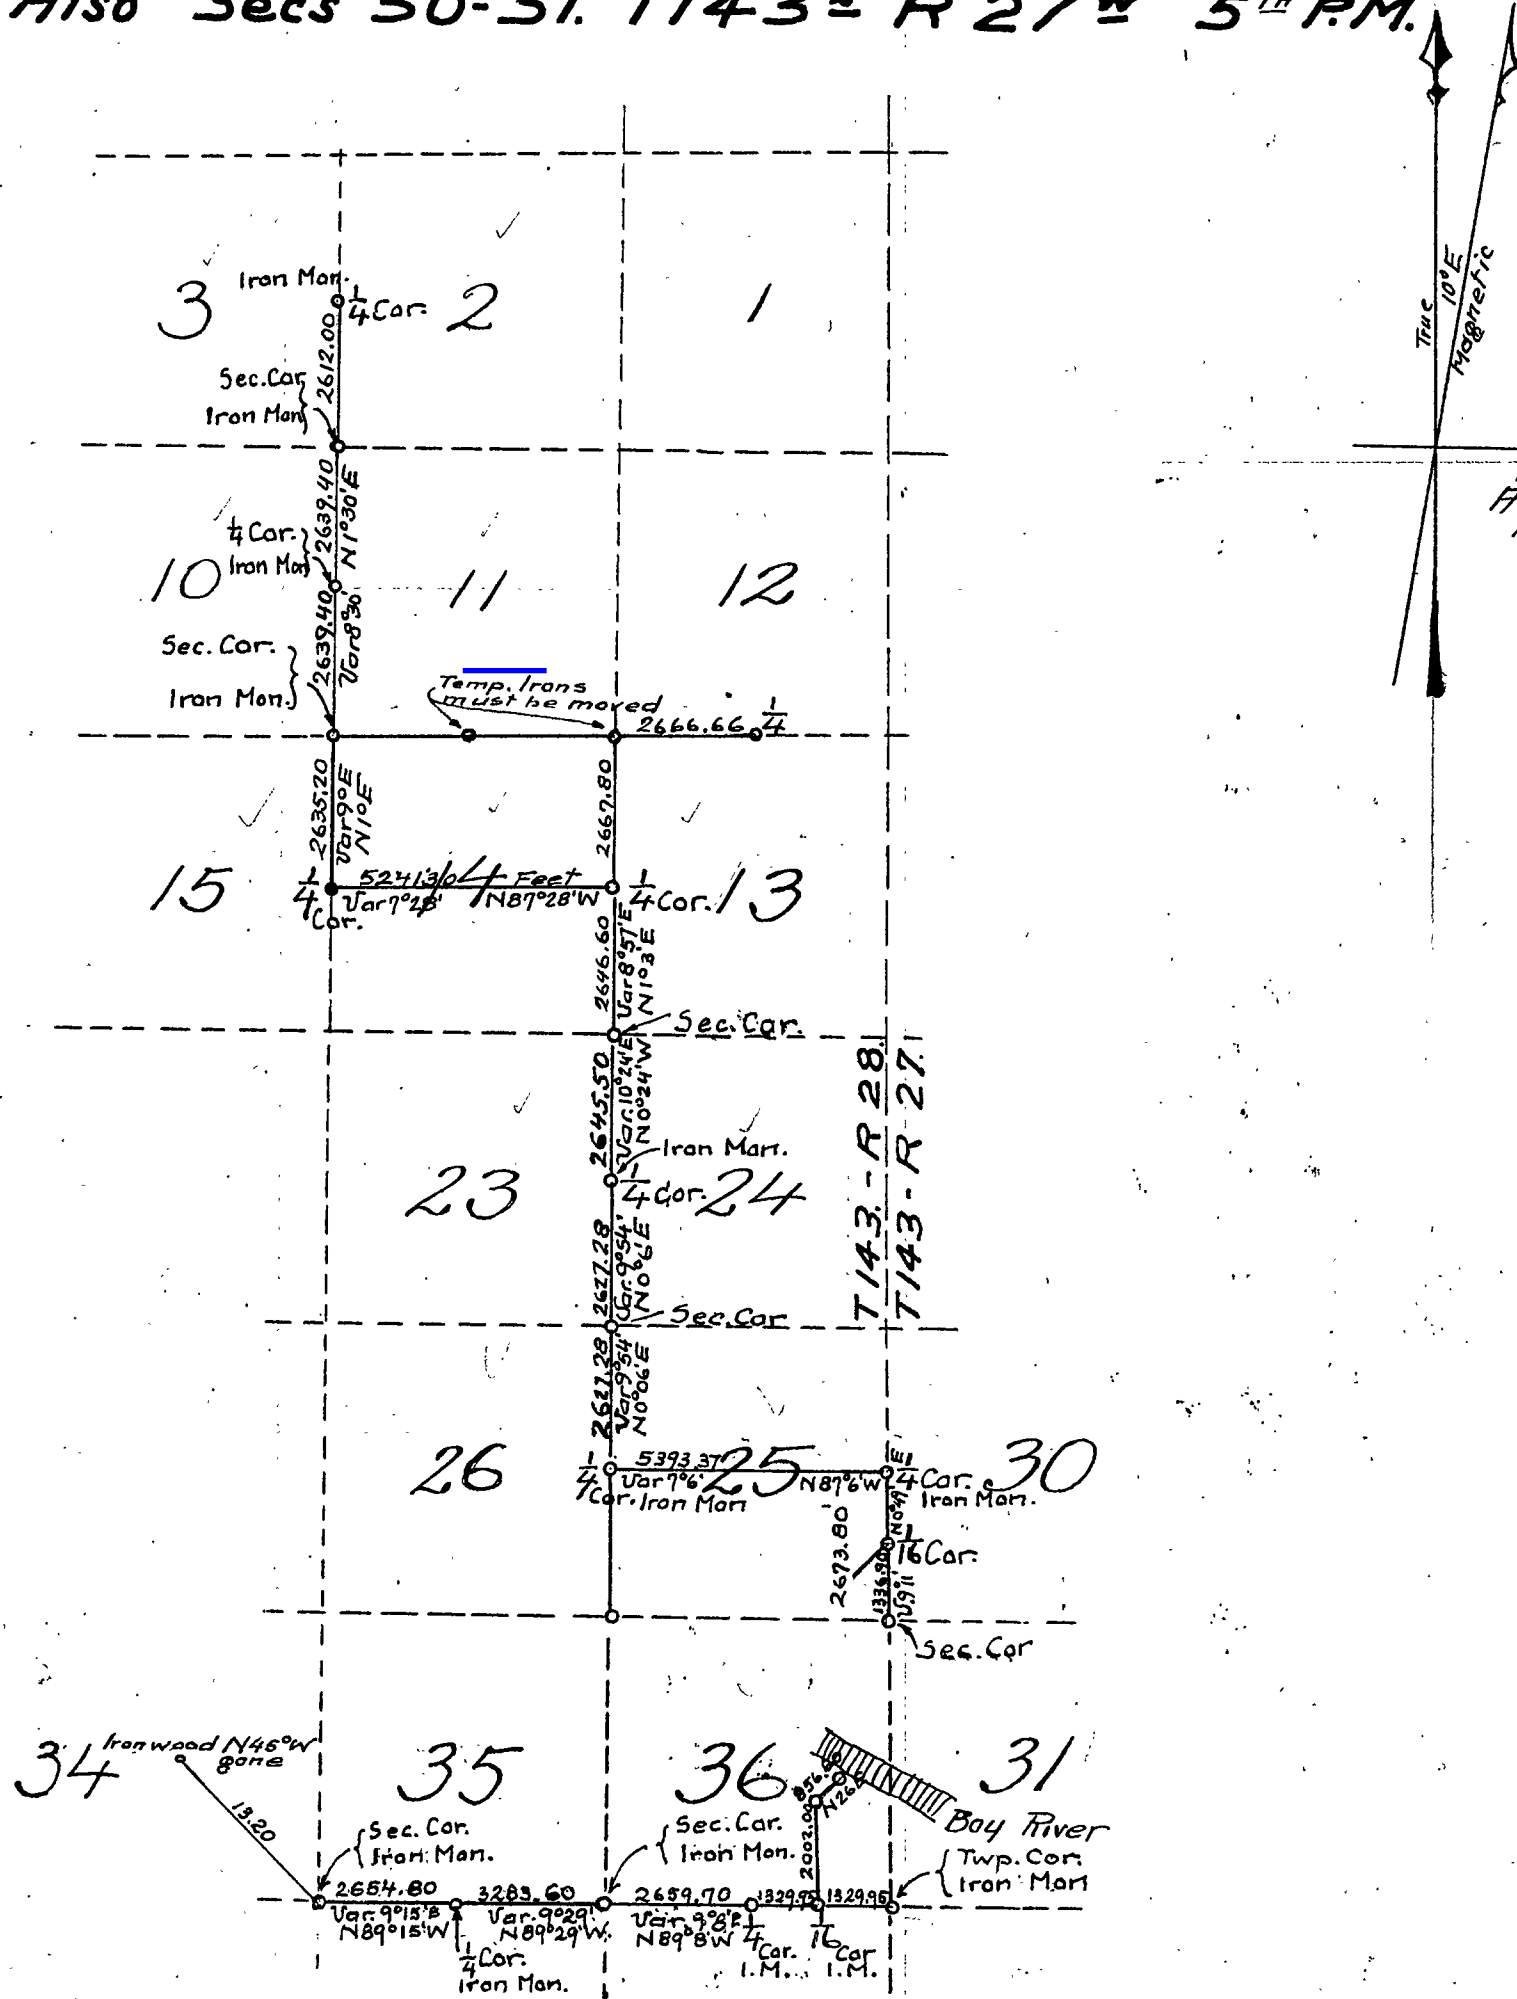 Also Secs 30-31. T143 N R 27 W 5TH P.M.
True
10°E
Magnetic
3
Iron Mon.
1/4 Cor.
2
1
2612.00
Sec. Cor.
Iron Mon.
2639.40
N1°30'E
1/4 Cor.
Iron Mon
10
11
12
2639.40
Var 8°30'
Sec. Cor.
Iron Mon.
Temp. Irons
must be moved
2666.66
1/4
2635.20
Var 9°E
N1°E
2667.80
15
1/4
Cor.
5241.30
14
Feet
Var 7°28'
N87°28'W
1/4 Cor.
13
2646.60
Var 8°57'E
N1°3'E
Sec. Cor.
2645.50
Var. 10°24'E
N0°24'W
Iron Mon.
1/4 Cor.
23
24
T143.-R 28.
T143-R 27.
2627.28
Var. 9°54'
N0°6'E
Sec. Cor
2627.28
Var 9°54'
N0°06'E
26
1/4
Cor. Iron Mon
5393.37
25
Var 7°6'
N87°6'W
1/4 Cor.
Iron Mon.
30
2673.80
1/16 Cor.
1336.90
Sec. Cor
34
Ironwood N46°W
gone
13.20
35
36
31
Bay River
Sec. Cor.
Iron Mon.
Sec. Cor.
Iron Mon.
2002.00
Twp. Cor.
Iron Mon
2654.80
3283.60
2659.70
1329.95
1329.95
Var. 9°15'E
N89°15'W
Var. 9°29'
N89°29'W.
Var. 9°8'E
N89°8'W
1/4 Cor.
Iron Mon.
1/4
Cor.
I.M.
1/16
Cor
I.M.